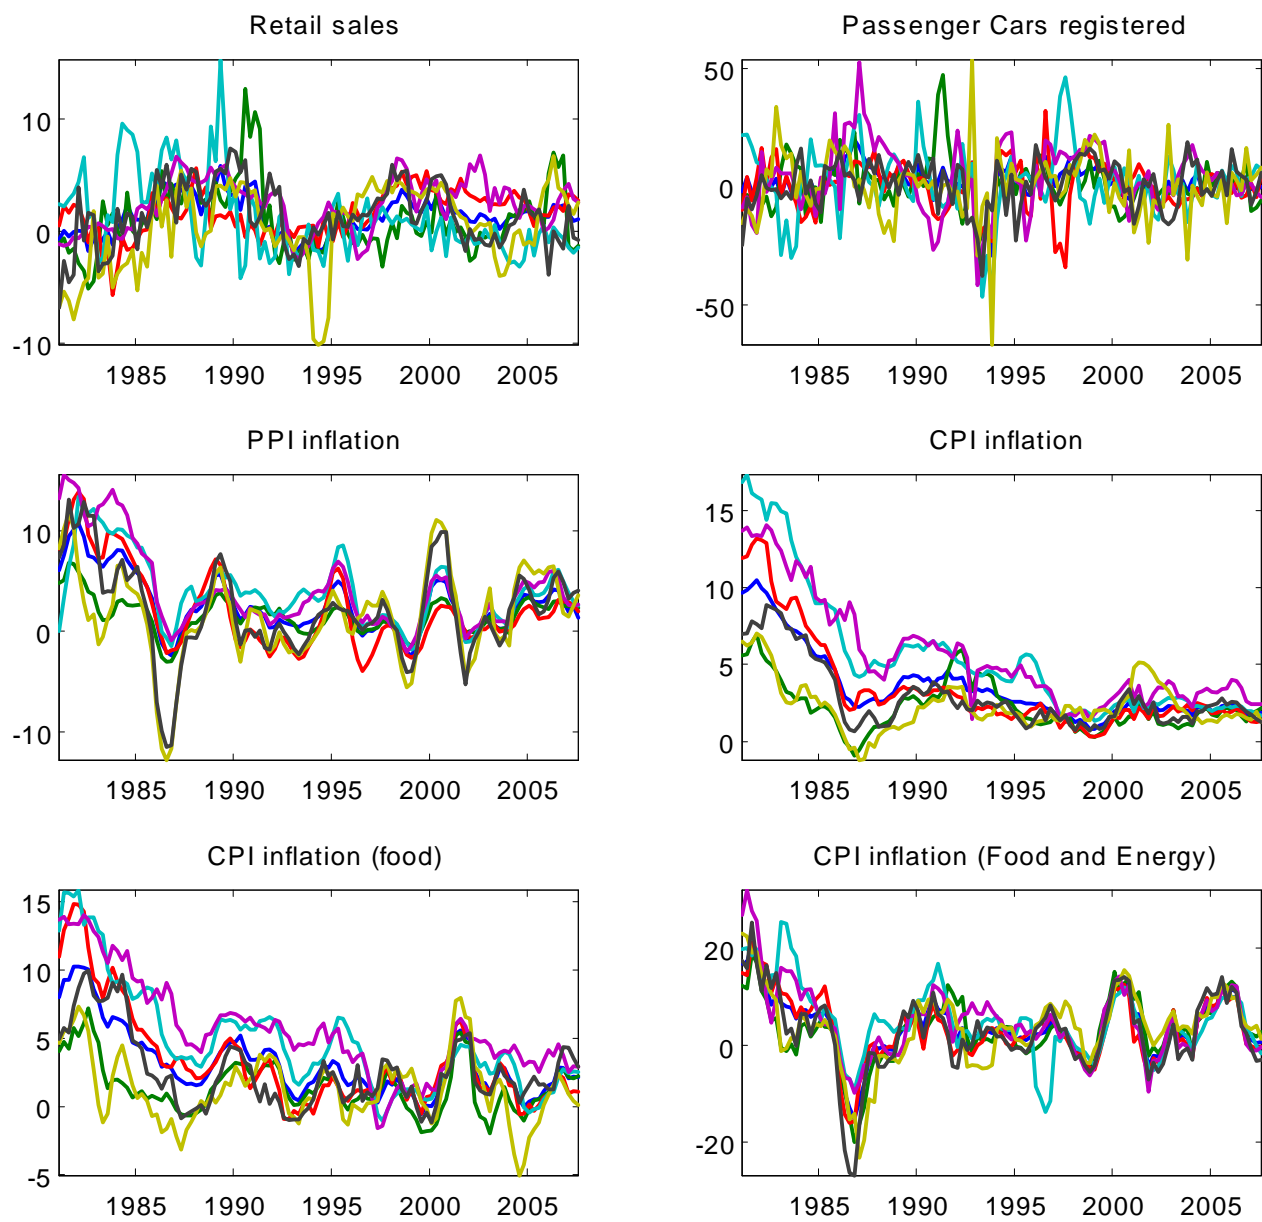 Retail sales
Passenger Cars registered
10
0
-10
1985 1990 1995 2000 2005
50
0
-50
1985 1990 1995 2000 2005
PPI inflation
CPI inflation
10
0
-10
1985 1990 1995 2000 2005
15
10
5
0
1985 1990 1995 2000 2005
CPI inflation (food)
CPI inflation (Food and Energy)
15
10
5
0
-5
1985 1990 1995 2000 2005
20
0
-20
1985 1990 1995 2000 2005